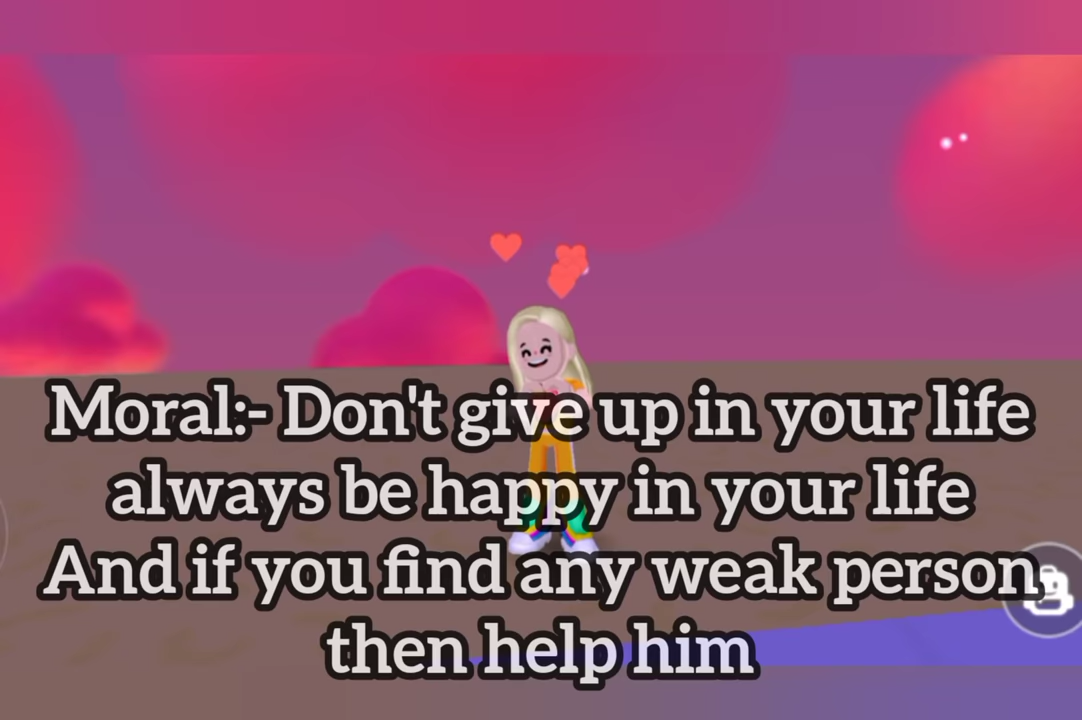 Moral:- Don't give up in your life
always be happy in your life
And if you find any weak person,
then help him